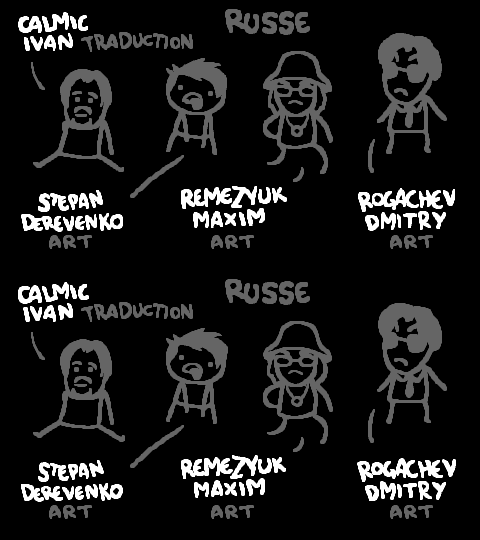 CALMIC
IVAN TRADUCTION
RUSSE
STEPAN
DEREVENKO
ART
REMEZYUK
MAXIM
ART
ROGACHEV
DMITRY
ART
CALMIC
IVAN TRADUCTION
RUSSE
STEPAN
DEREVENKO
ART
REMEZYUK
MAXIM
ART
ROGACHEV
DMITRY
ART